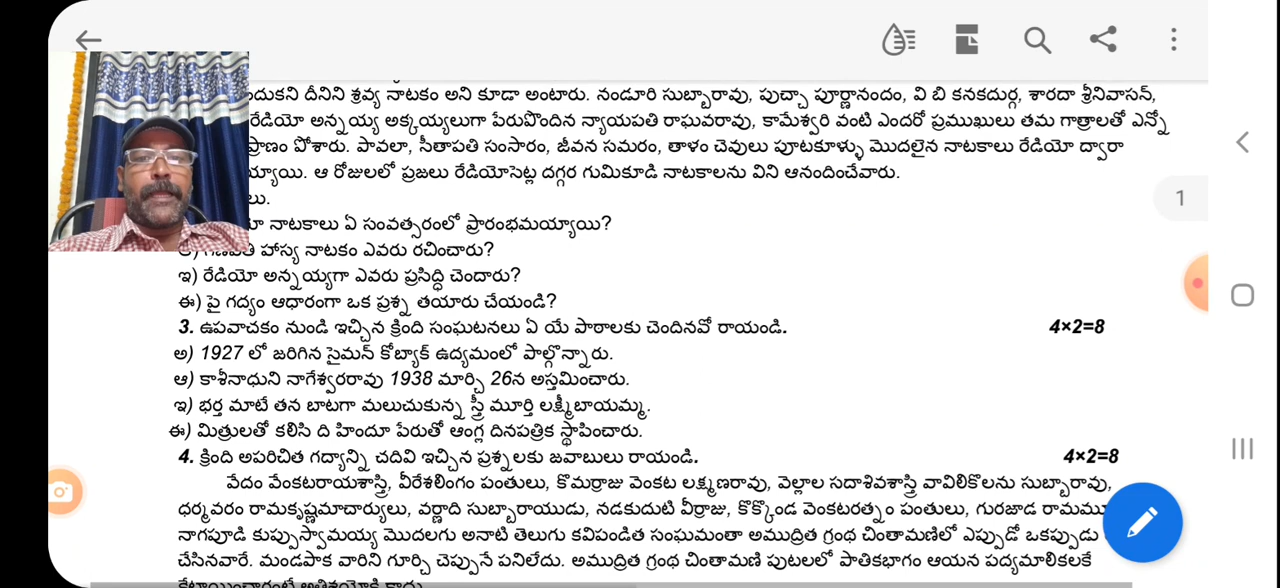 దుకని దీనిని శ్రవ్య నాటకం అని కూడా అంటారు. నండూరి సుబ్బారావు, పుచ్చా పూర్ణానందం, వి బి కనకదుర్గ, శారదా శ్రీనివాసన్,
రేడియో అన్నయ్య అక్కయ్యలుగా పేరుపొందిన న్యాయపతి రాఘవరావు, కామేశ్వరి వంటి ఎందరో ప్రముఖులు తమ గాత్రాలతో ఎన్నో
ప్రాణం పోశారు. పావలా, సీతాపతి సంసారం, జీవన సమరం, తాళం చెవులు పూటకూళ్ళు మొదలైన నాటకాలు రేడియో ద్వారా
య్యాయి. ఆ రోజులలో ప్రజలు రేడియోసెట్ల దగ్గర గుమికూడి నాటకాలను విని ఆనందించేవారు.
లు.
నాటకాలు ఏ సంవత్సరంలో ప్రారంభమయ్యాయి?
హాస్య నాటకం ఎవరు రచించారు?
ఇ) రేడియో అన్నయ్యగా ఎవరు ప్రసిద్ధి చెందారు?
ఈ) పై గద్యం ఆధారంగా ఒక ప్రశ్న తయారు చేయండి?
3. ఉపవాచకం నుండి ఇచ్చిన క్రింది సంఘటనలు ఏ యే పాఠాలకు చెందినవో రాయండి. 4×2=8
అ) 1927 లో జరిగిన సైమన్ కోబ్యాక్ ఉద్యమంలో పాల్గొన్నారు.
ఆ) కాశీనాథుని నాగేశ్వరరావు 1938 మార్చి 26న అస్తమించారు.
ఇ) భర్త మాటే తన బాటగా మలుచుకున్న స్త్రీ మూర్తి లక్ష్మీబాయమ్మ.
ఈ) మిత్రులతో కలిసి ది హిందూ పేరుతో ఆంగ్ల దినపత్రిక స్థాపించారు.
4. క్రింది అపరిచిత గద్యాన్ని చదివి ఇచ్చిన ప్రశ్నలకు జవాబులు రాయండి. 4×2=8
వేదం వేంకటరాయశాస్త్రి, వీరేశలింగం పంతులు, కొమర్రాజు వెంకట లక్ష్మణరావు, వెల్లాల సదాశివశాస్త్రి వావిలికొలను సుబ్బారావు,
ధర్మవరం రామకృష్ణమాచార్యులు, వర్ణాది సుబ్బారాయుడు, నడకుదుటి వీర్రాజు, కొక్కొండ వెంకటరత్నం పంతులు, గురజాడ రామమూ
నాగపూడి కుప్పుస్వామయ్య మొదలగు అనాటి తెలుగు కవిపండిత సంఘమంతా అముద్రిత గ్రంథ చింతామణిలో ఎప్పుడో ఒకప్పుడు
చేసినవారే. మండపాక వారిని గూర్చి చెప్పునే పనిలేదు. అముద్రిత గ్రంథ చింతామణి పుటలలో పాతికభాగం ఆయన పద్యమాలికలకే
1